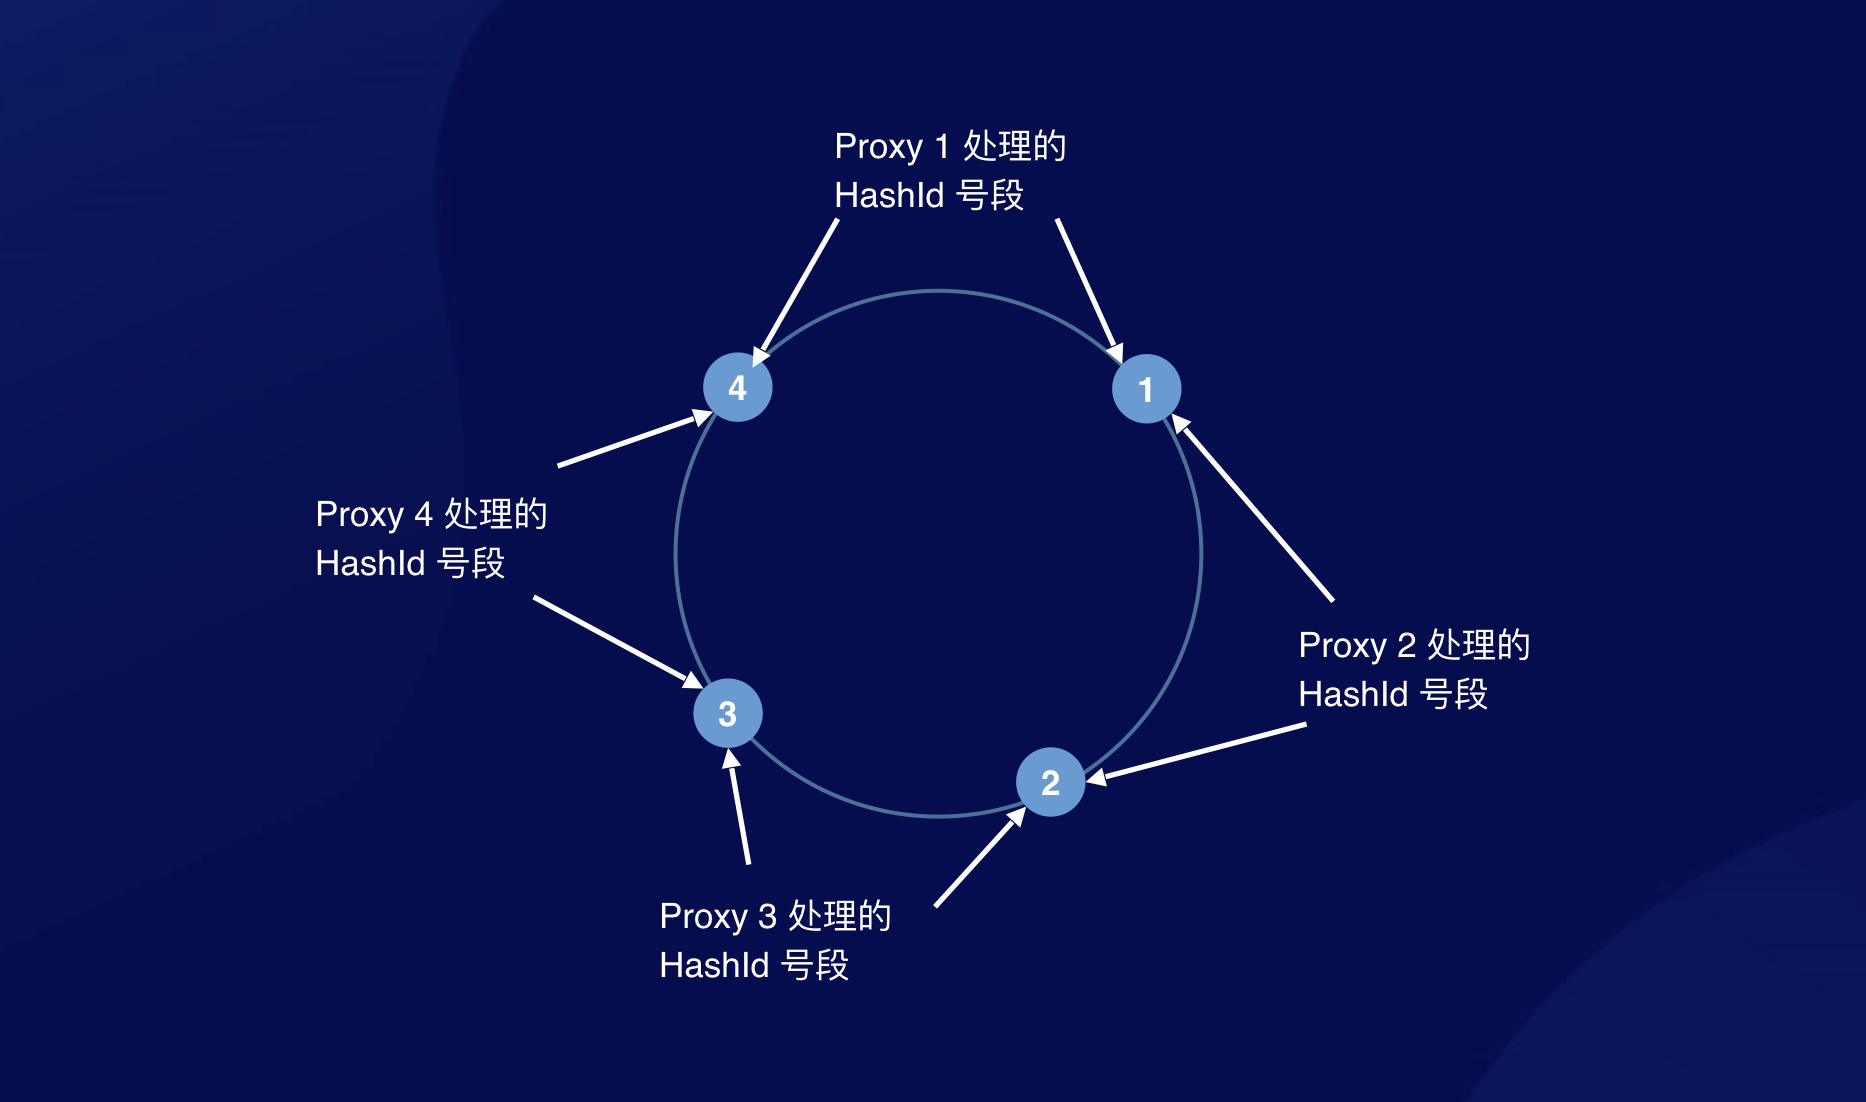 Proxy 1 处理的
HashId 号段
4
1
Proxy 4 处理的
HashId 号段
Proxy 2 处理的
HashId 号段
3
2
Proxy 3 处理的
HashId 号段